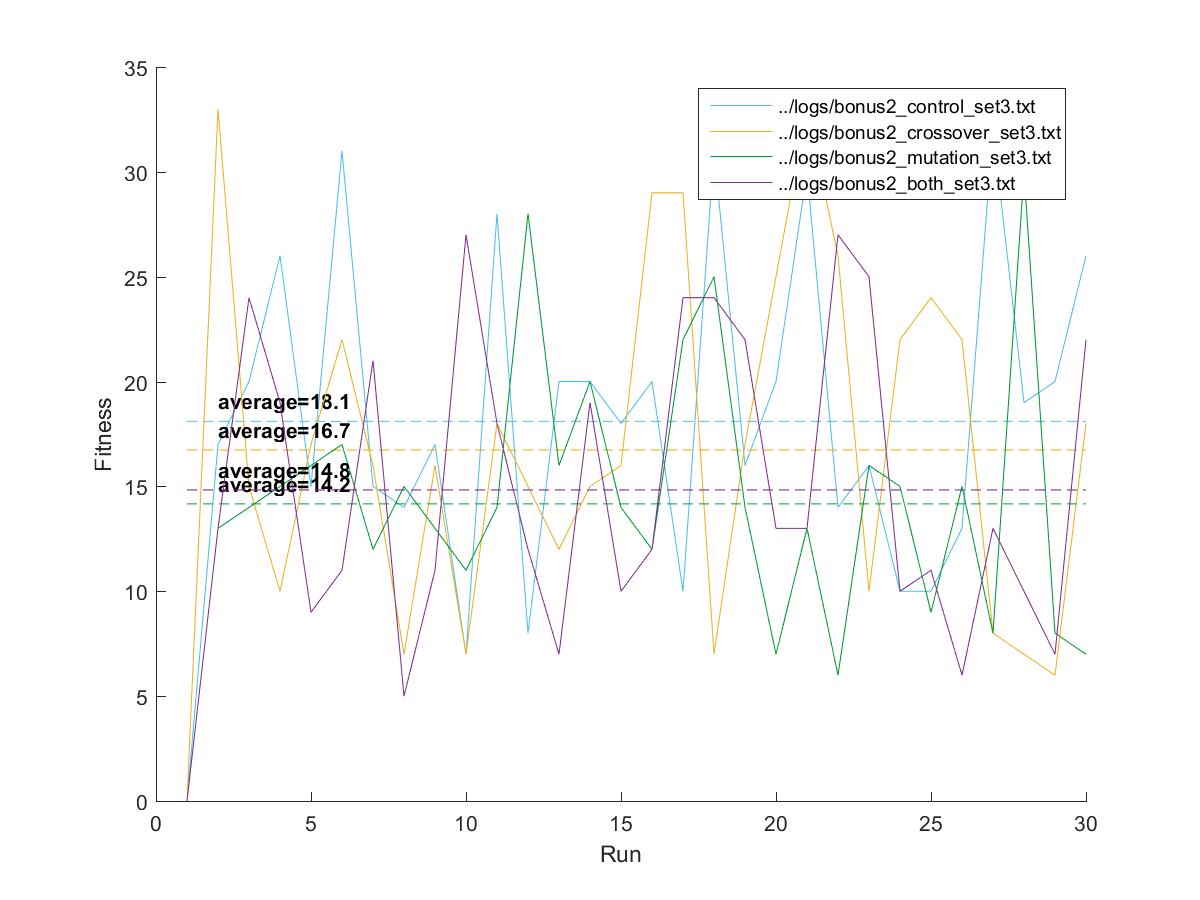 35
30
25
20
15
10
5
0
Fitness
../logs/bonus2_control_set3.txt
../logs/bonus2_crossover_set3.txt
../logs/bonus2_mutation_set3.txt
../logs/bonus2_both_set3.txt
average=18.1
average=16.7
average=14.8
average=14.2
0 5 10 15 20 25 30
Run